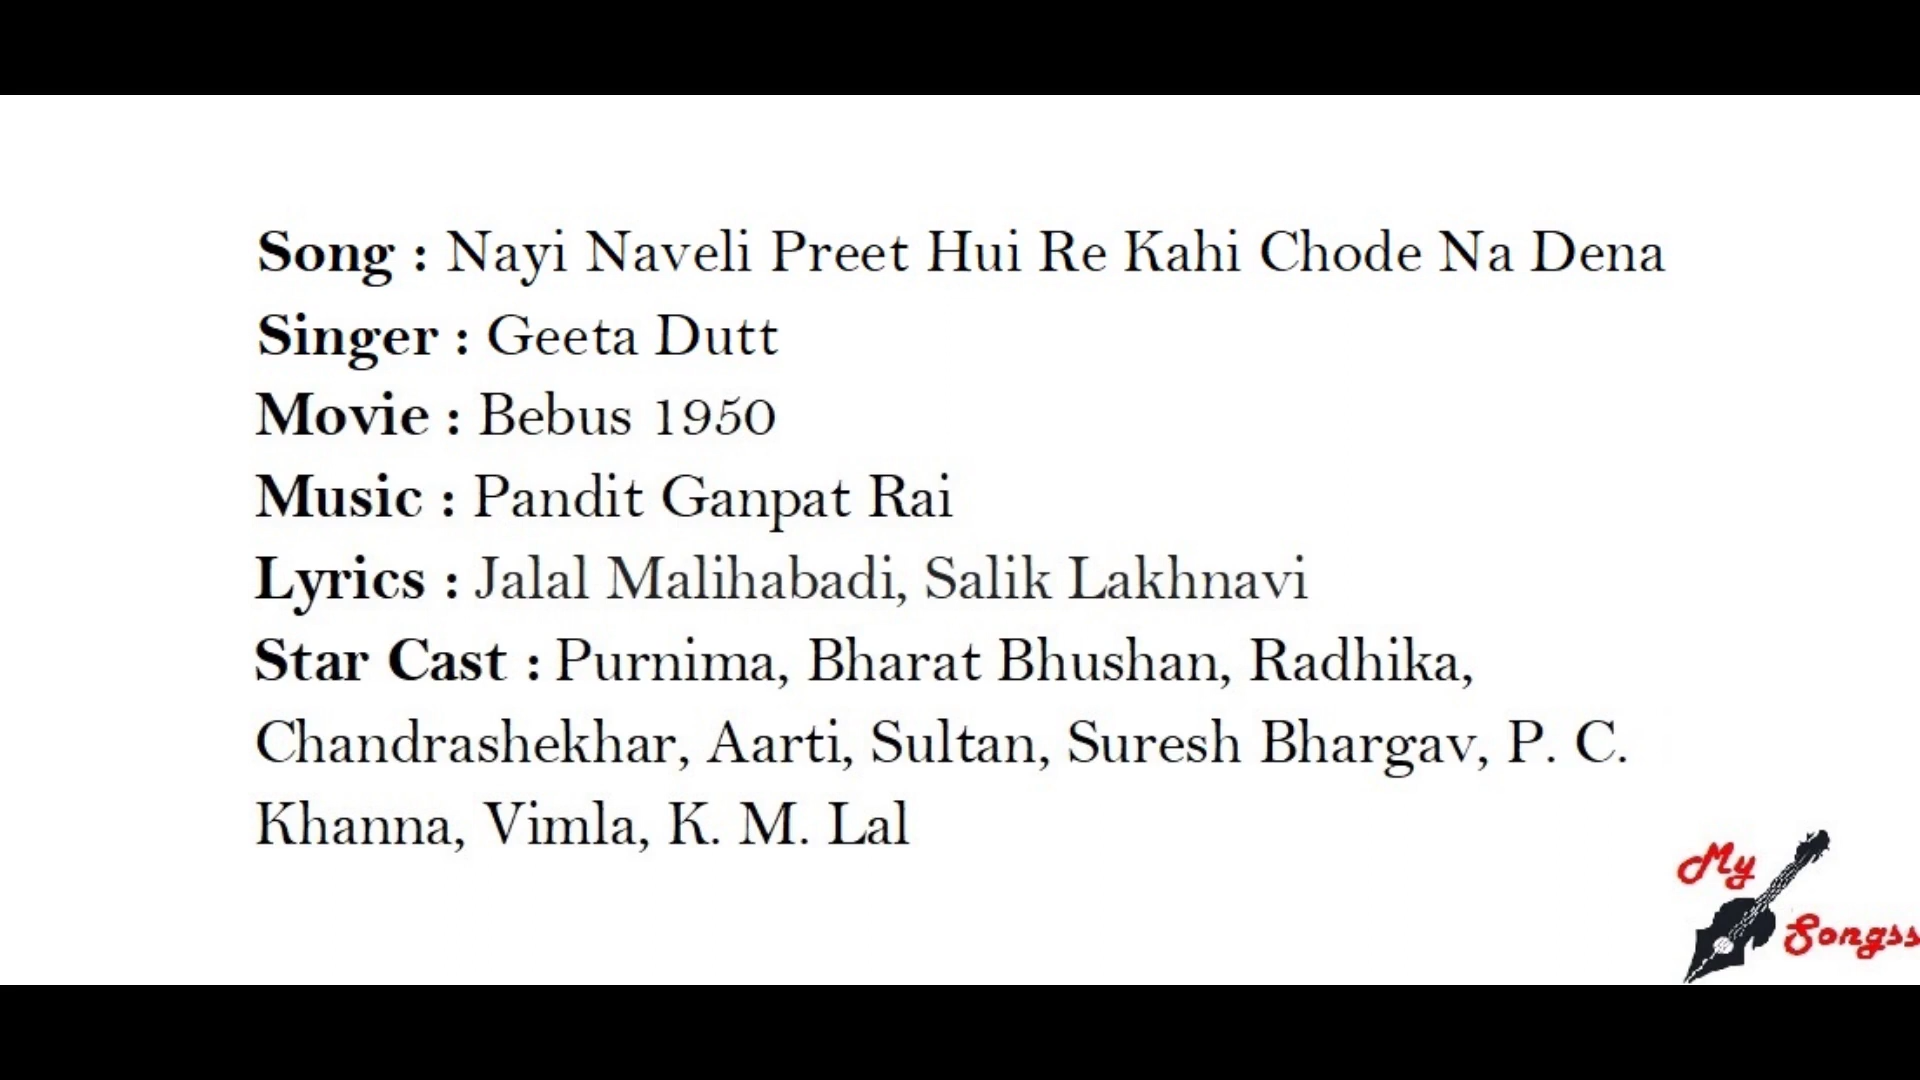 Song : Nayi Naveli Preet Hui Re Kahi Chode Na Dena
Singer : Geeta Dutt
Movie : Bebus 1950
Music : Pandit Ganpat Rai
Lyrics : Jalal Malihabadi, Salik Lakhnavi
Star Cast : Purnima, Bharat Bhushan, Radhika,
Chandrashekhar, Aarti, Sultan, Suresh Bhargav, P. C.
Khanna, Vimla, K. M. Lal
My
Songss